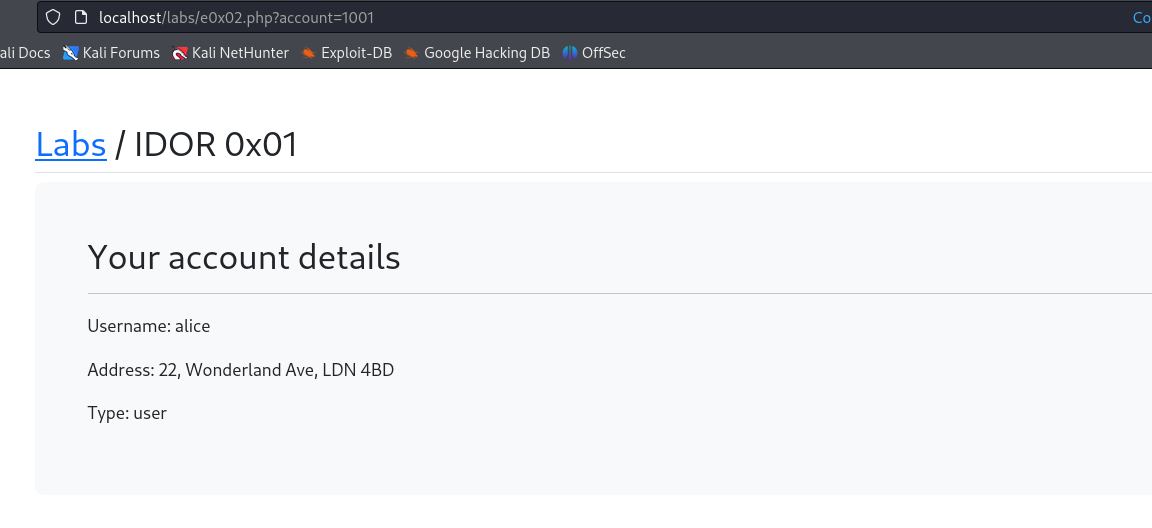 localhost/labs/e0x02.php?account=1001 Co
ali Docs Kali Forums Kali NetHunter Exploit-DB Google Hacking DB OffSec
Labs / IDOR 0x01
Your account details
Username: alice
Address: 22, Wonderland Ave, LDN 4BD
Type: user